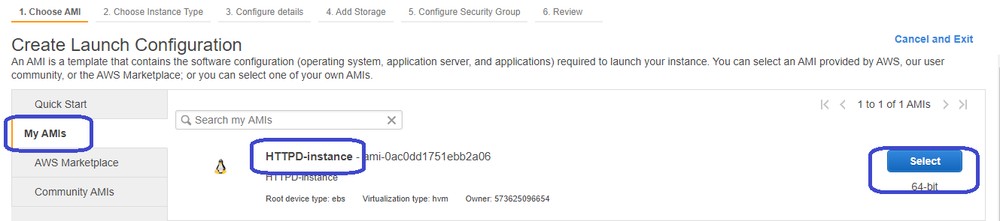 1. Choose AMI 2. Choose Instance Type 3. Configure details 4. Add Storage 5. Configure Security Group 6. Review
Create Launch Configuration
Cancel and Exit
An AMI is a template that contains the software configuration (operating system, application server, and applications) required to launch your instance. You can select an AMI provided by AWS, our user
community, or the AWS Marketplace; or you can select one of your own AMIs.
Quick Start
1 to 1 of 1 AMIs
Search my AMIs
My AMIs
HTTPD-instance - ami-0ac0dd1751ebb2a06
Select
AWS Marketplace
HTTPD-instance
64-bit
Community AMIs
Root device type: ebs Virtualization type: hvm Owner: 573625096654